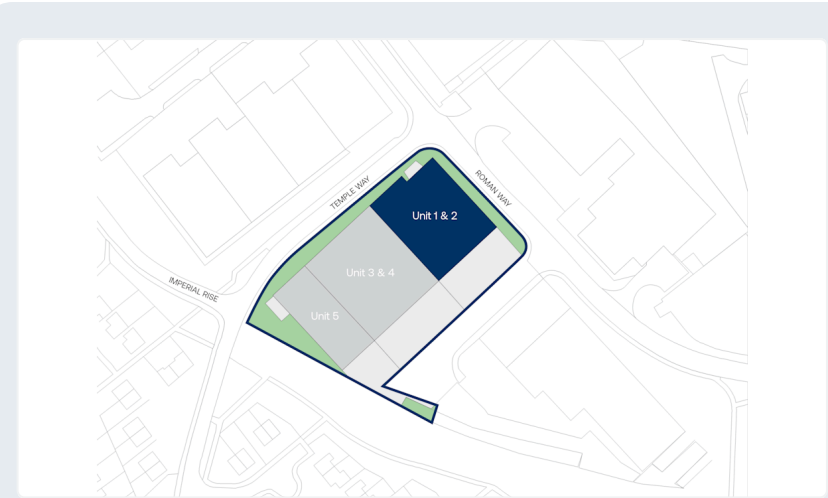 TEMPLE WAY
ROMAN WAY
Unit 1 & 2
Unit 3 & 4
IMPERIAL RISE
Unit 5